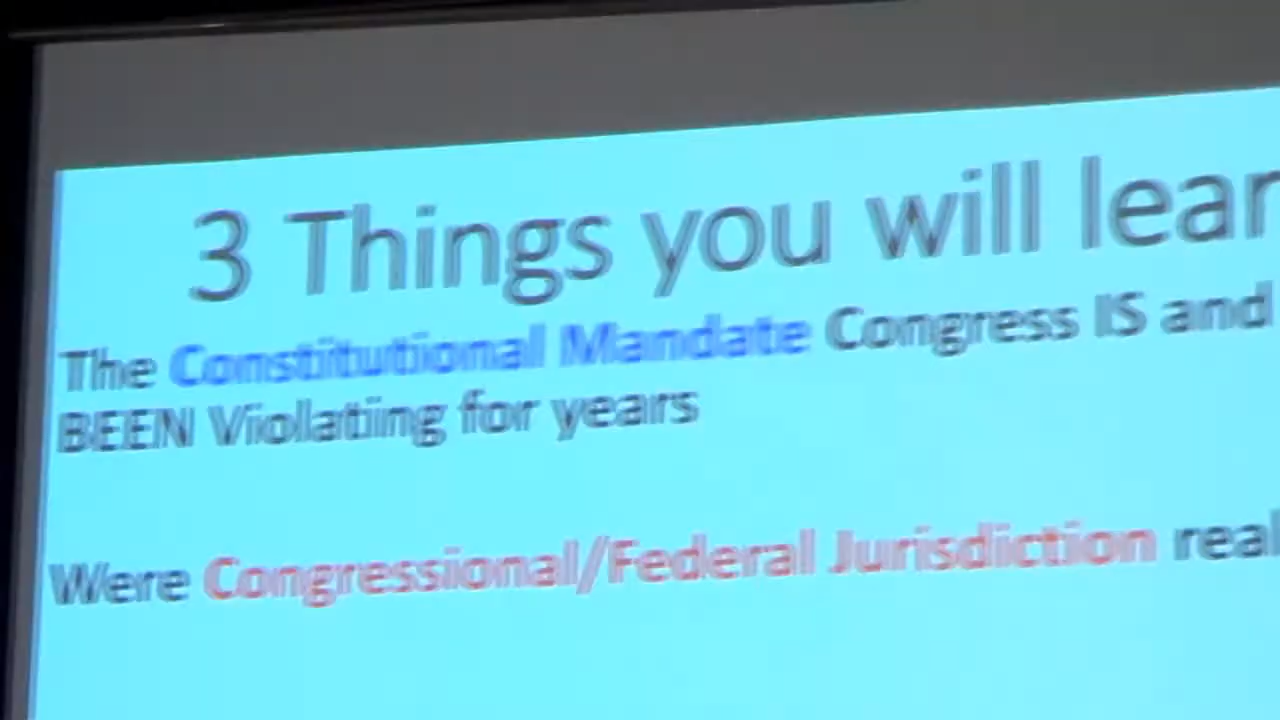 3 Things you will lear
The Constitutional Mandate Congress IS and
BEEN Violating for years
Were Congressional/Federal Jurisdiction real